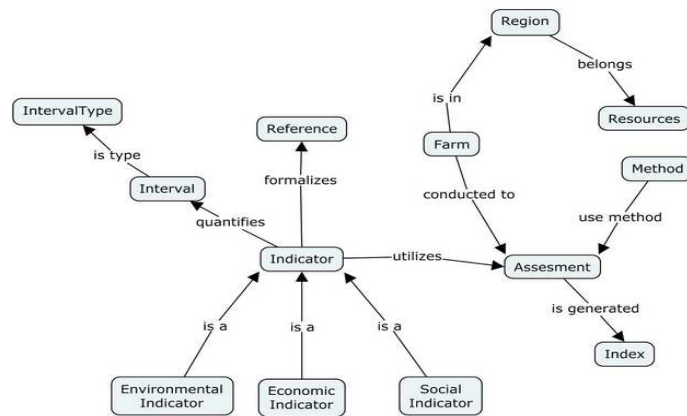 Region
belongs
IntervalType
is in
Resources
Reference
is type
Farm
Method
formalizes
Interval
conducted to
quantifies
use method
Indicator
utilizes
Assesment
is generated
is a
is a
is a
Index
Environmental
Indicator
Economic
Indicator
Social
Indicator